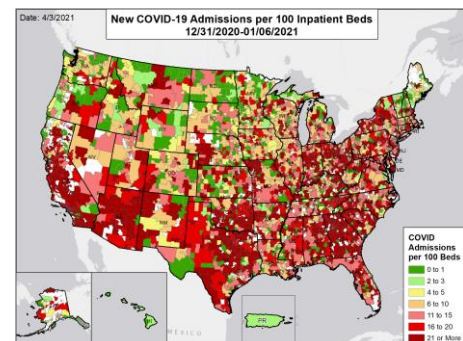 Date: 4/3/2021
New COVID-19 Admissions per 100 Inpatient Beds
12/31/2020-01/06/2021
DE
MD
MEXICO
PR
COVID
Admissions
per 100 Beds
0 to 1
2 to 3
4 to 5
6 to 10
11 to 15
16 to 20
21 or More